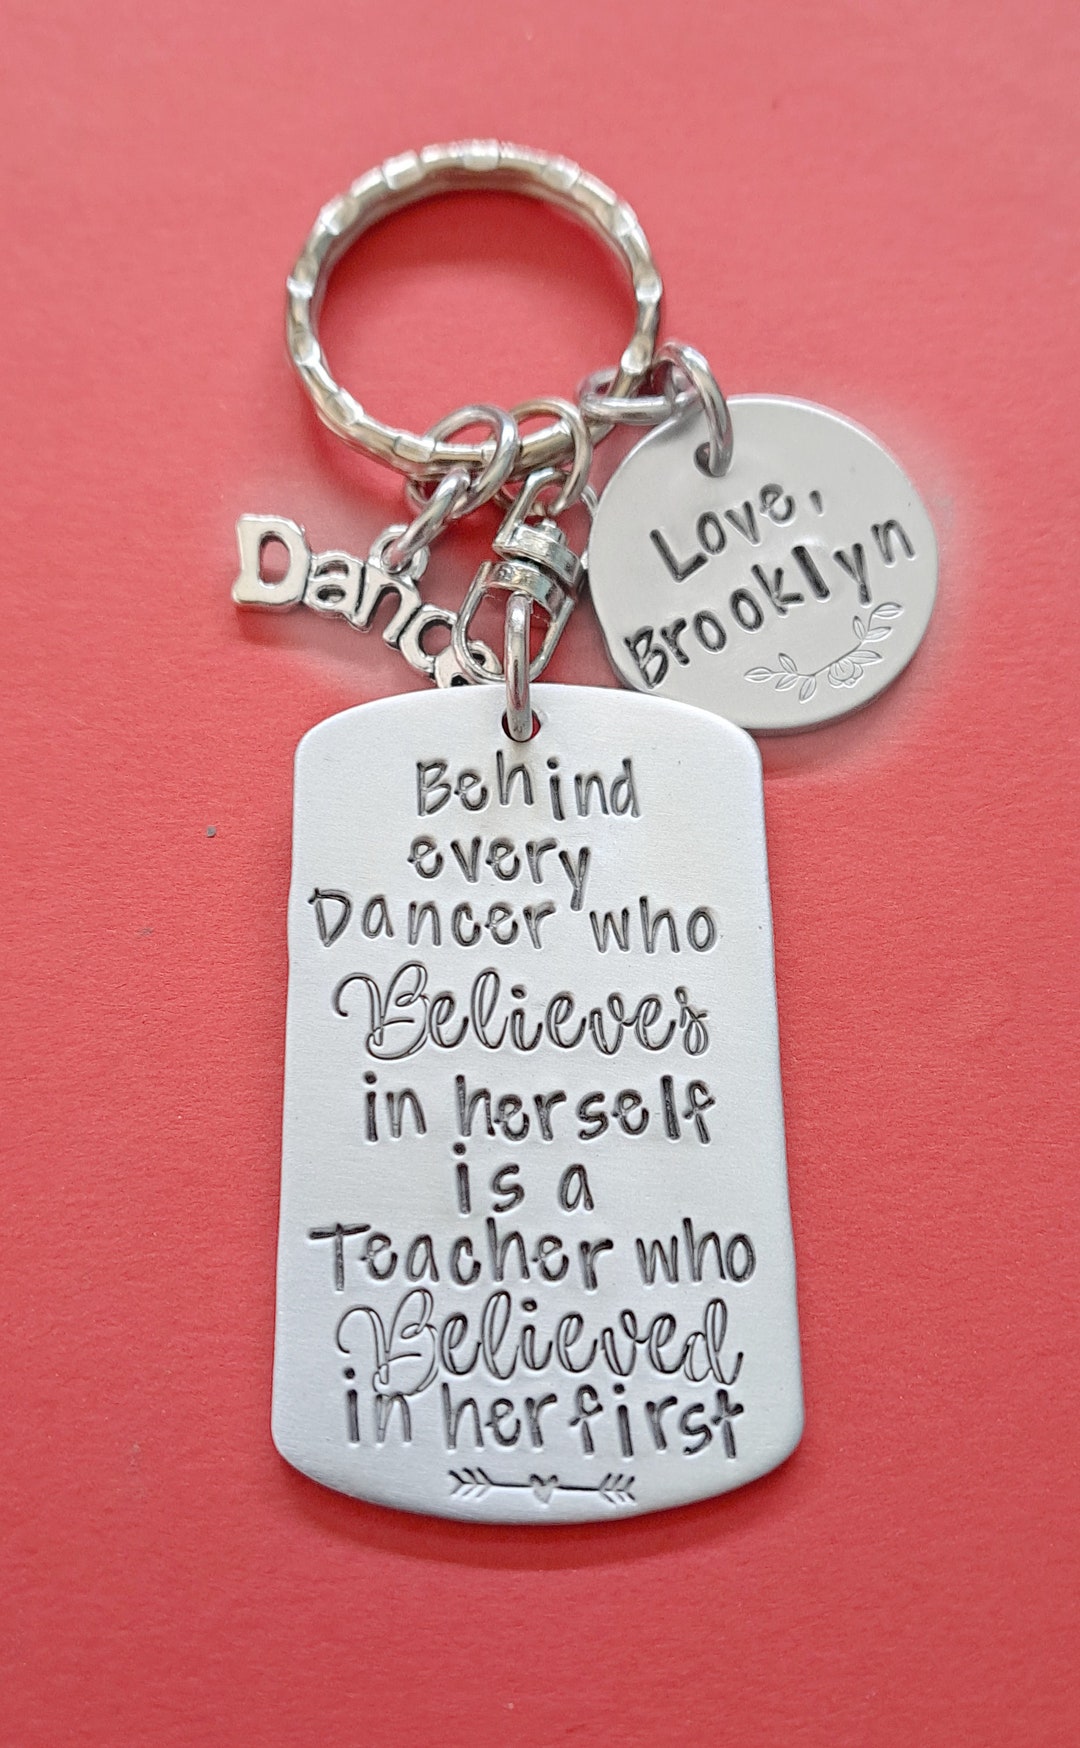 Dance
Love,
Brooklyn
Behind
every
Dancer who
Believes
in herself
is a
Teacher who
Believed
in her first